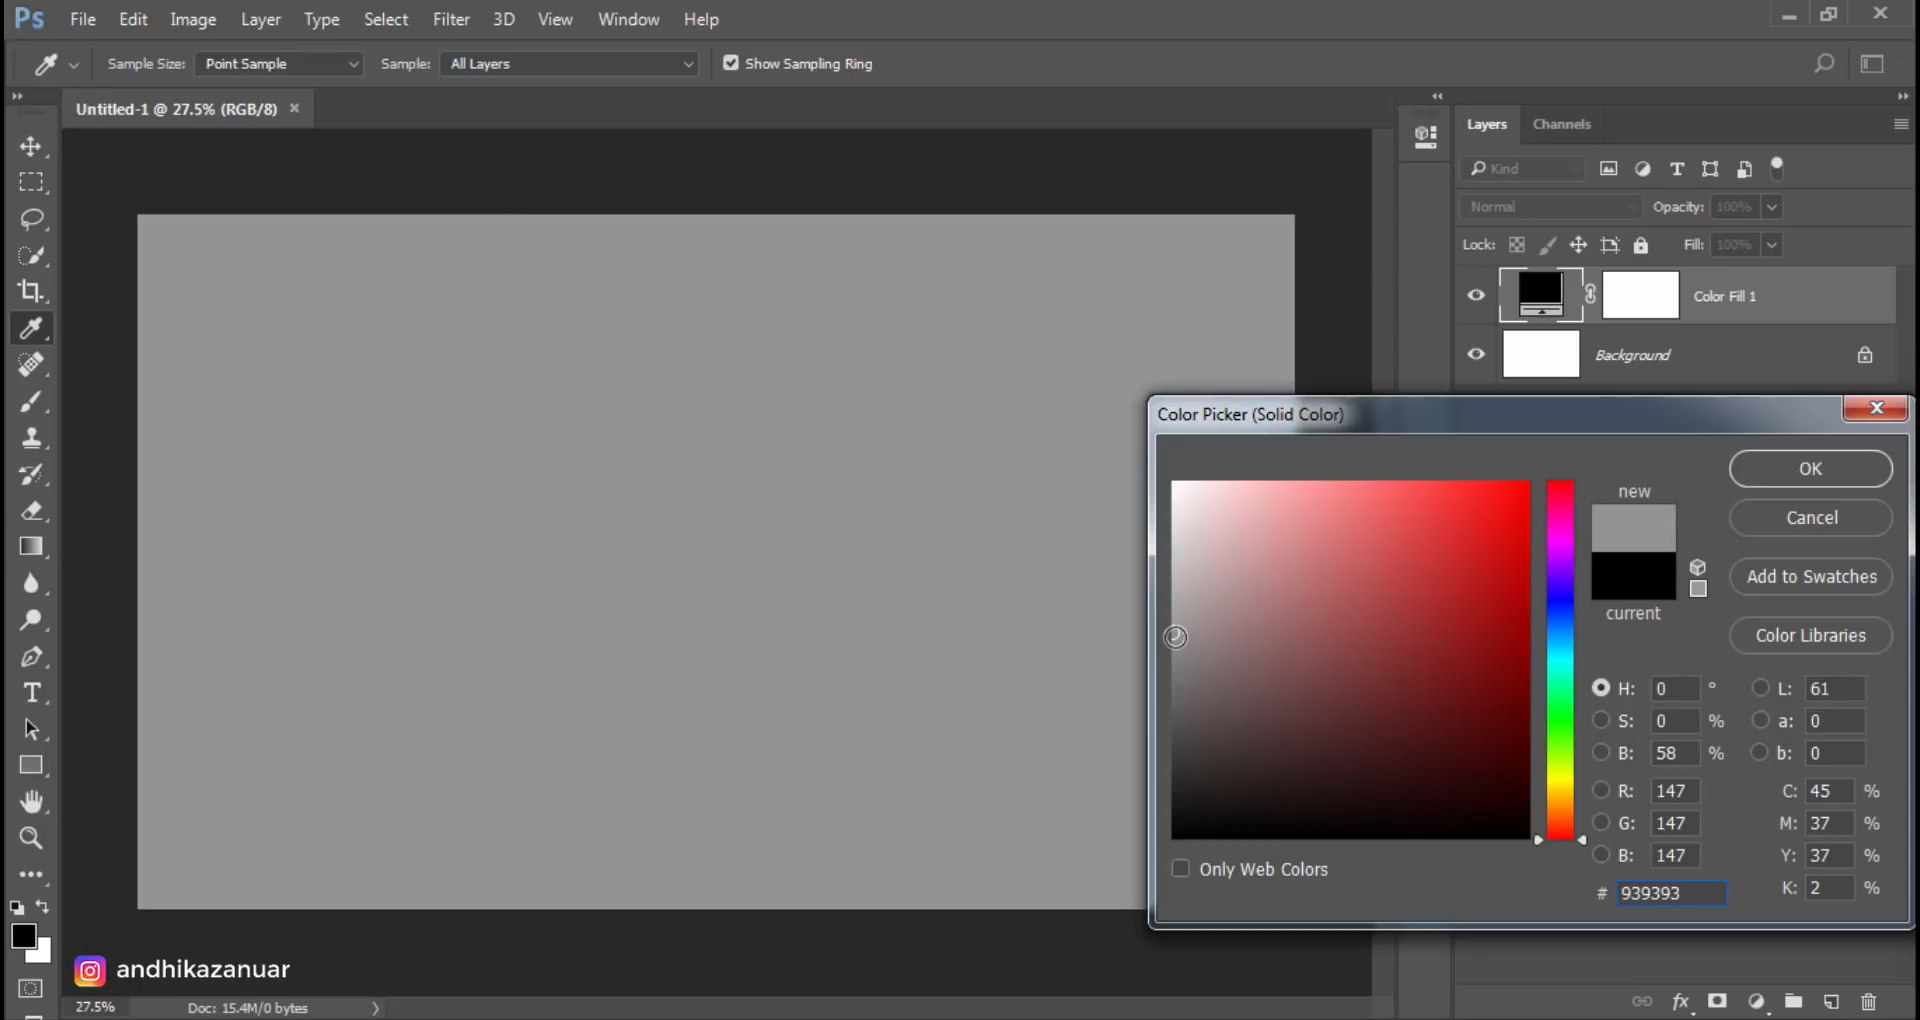 Ps File Edit Image Layer Type Select Filter 3D View Window Help
Sample Size: Point Sample Sample: All Layers Show Sampling Ring
Untitled-1 @ 27.5% (RGB/8)
Layers Channels
Kind
Normal Opacity: 100%
Lock: Fill: 100%
Color Fill 1
Background
Color Picker (Solid Color)
OK
new
Cancel
Add to Swatches
current
Color Libraries
H: 0 ° L: 61
S: 0 % a: 0
B: 58 % b: 0
R: 147 C: 45 %
G: 147 M: 37 %
B: 147 Y: 37 %
Only Web Colors
# 939393 K: 2 %
andhikazanuar
27.5% Doc: 15.4M/0 bytes
fx